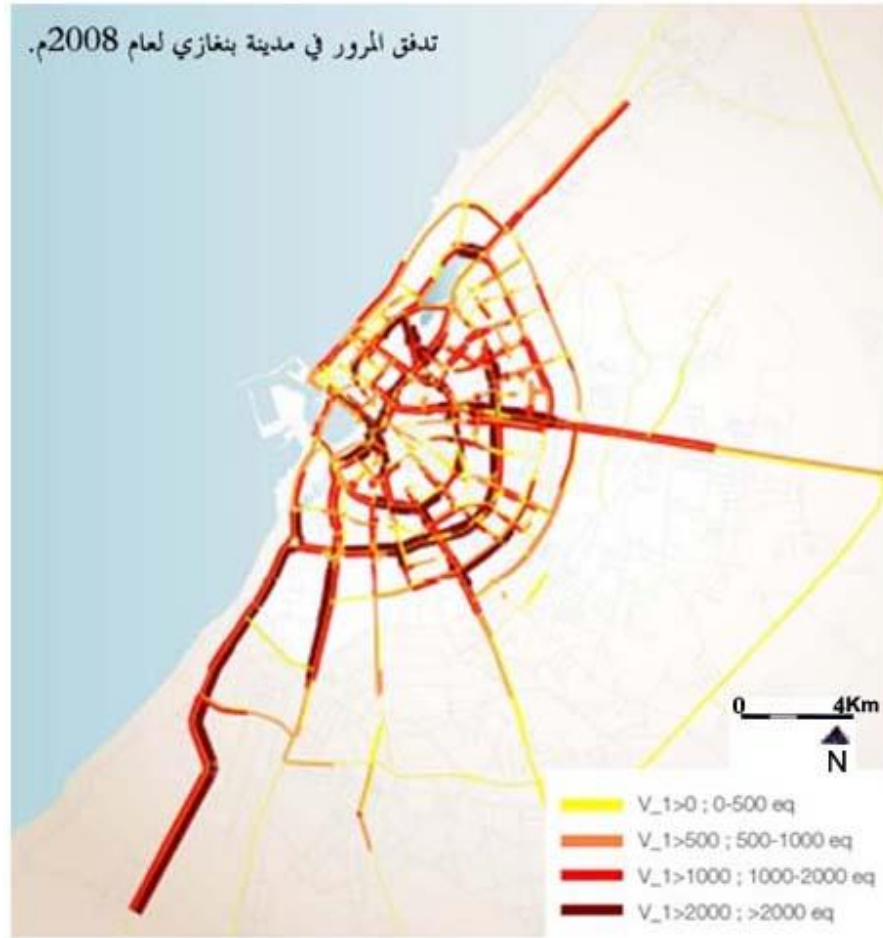 تدفق المرور في مدينة بنغازي لعام 2008م.
0 4Km
N
V_1>0 ; 0-500 eq
V_1>500 ; 500-1000 eq
V_1>1000 ; 1000-2000 eq
V_1>2000 ; >2000 eq